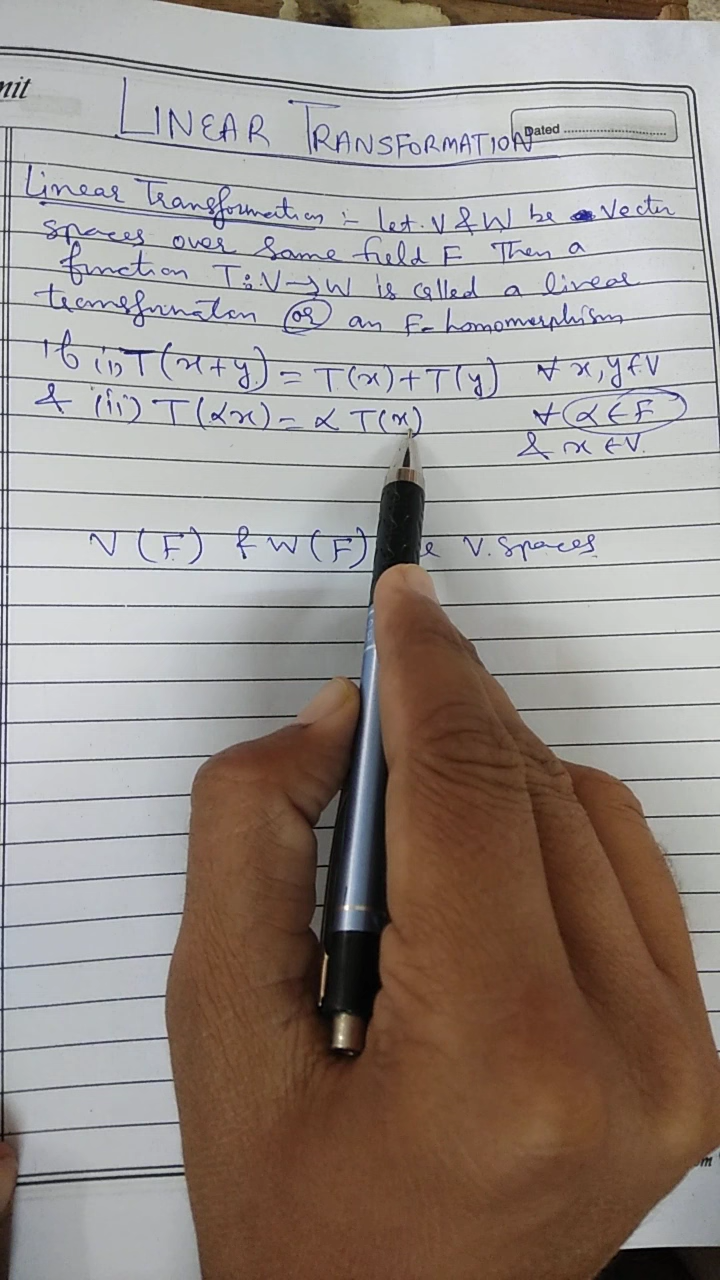 LINEAR TRANSFORMATION
Dated
Linear Transformation :- let V & W be Vector
spaces over same field F Then a
function T: V→W is called a linear
transformation OR an F-homomorphism
if (i) T(x+y) = T(x)+T(y) ∀ x,y∈V
& (ii) T(αx) = α T(x) ∀ α∈F
& x∈V.
V(F) & W(F) V. spaces